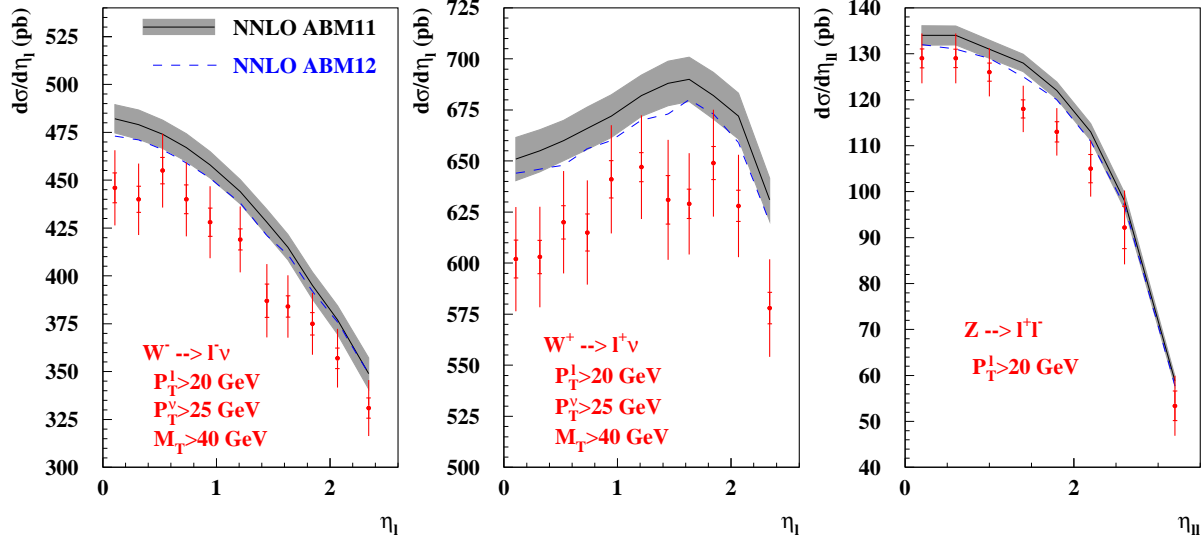 dσ/dη_l (pb)
525
500
475
450
425
400
375
350
325
300
NNLO ABM11
NNLO ABM12
W⁻ --> l⁻ν
P_T^l>20 GeV
P_T^ν>25 GeV
M_T>40 GeV
0 1 2
η_l
dσ/dη_l (pb)
725
700
675
650
625
600
575
550
525
500
W⁺ --> l⁺ν
P_T^l>20 GeV
P_T^ν>25 GeV
M_T>40 GeV
0 1 2
η_l
dσ/dη_ll (pb)
130
120
110
100
90
80
70
60
50
40
Z --> l⁺l⁻
P_T^l>20 GeV
0 2
η_ll